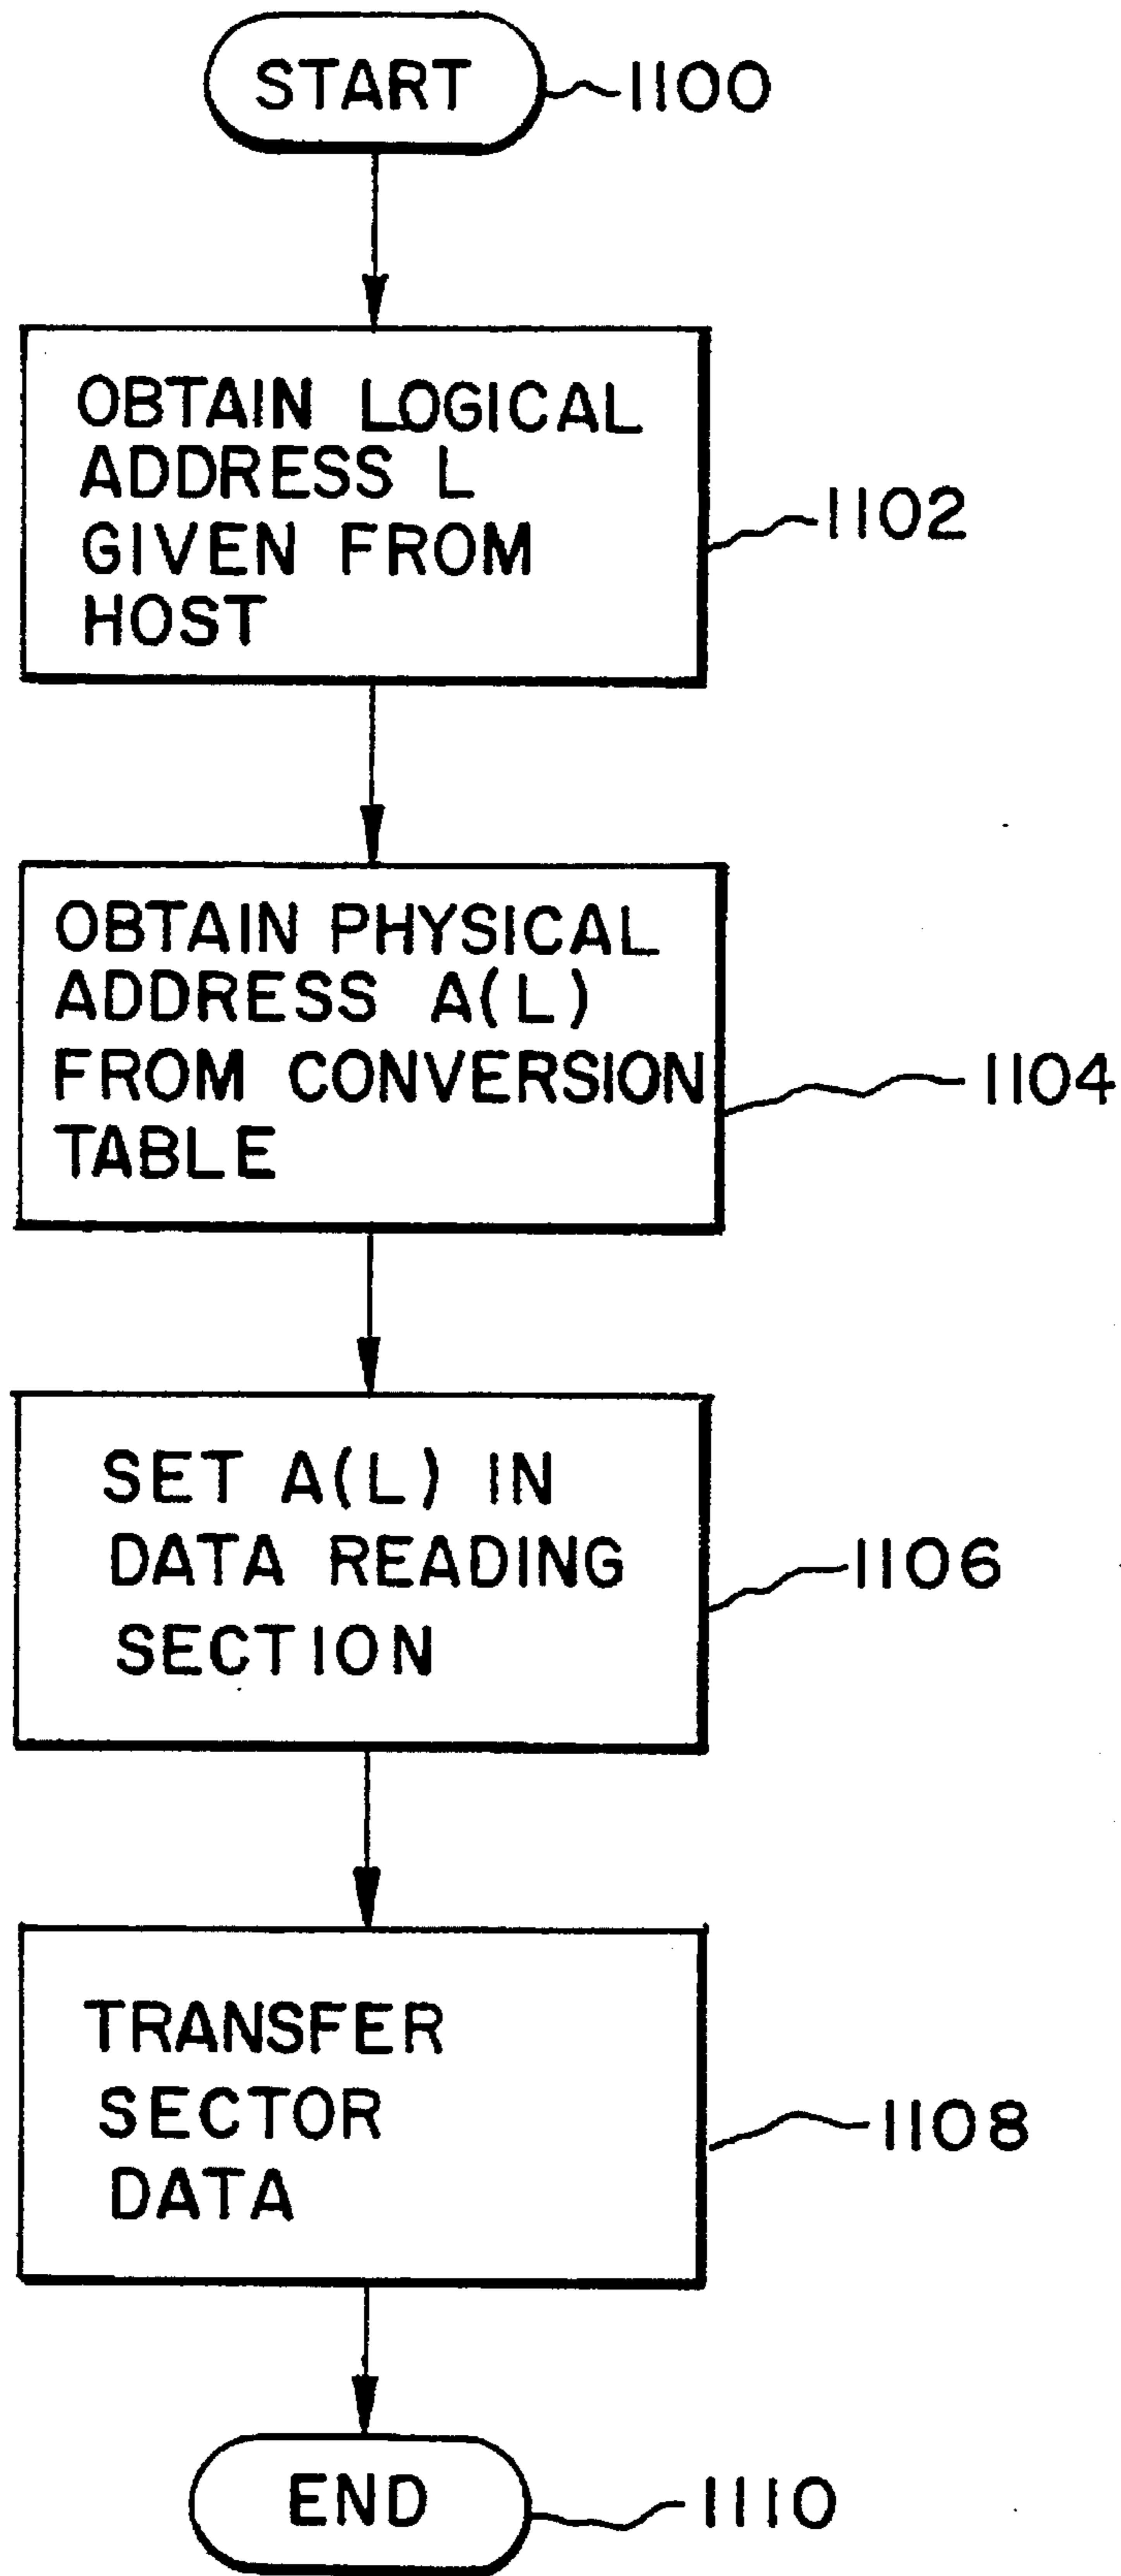 START
1100
OBTAIN LOGICAL
ADDRESS L
GIVEN FROM
HOST
1102
OBTAIN PHYSICAL
ADDRESS A(L)
FROM CONVERSION
TABLE
1104
SET A(L) IN
DATA READING
SECTION
1106
TRANSFER
SECTOR
DATA
1108
END
1110